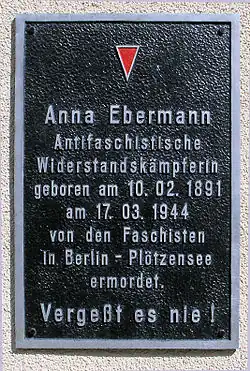 Anna Ebermann
Antifaschistische
Widerstandskämpferin
geboren am 10. 02. 1891
am 17. 03. 1944
von den Faschisten
in Berlin - Plötzensee
ermordet.
Vergeßt es nie!